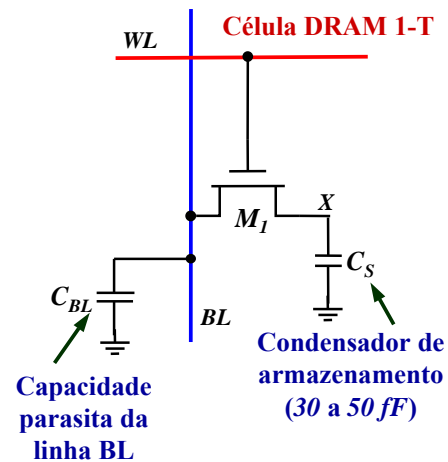 Célula DRAM 1-T
WL
X
M1
CS
CBL
BL
Capacidade
parasita da
linha BL
Condensador de
armazenamento
(30 a 50 fF)